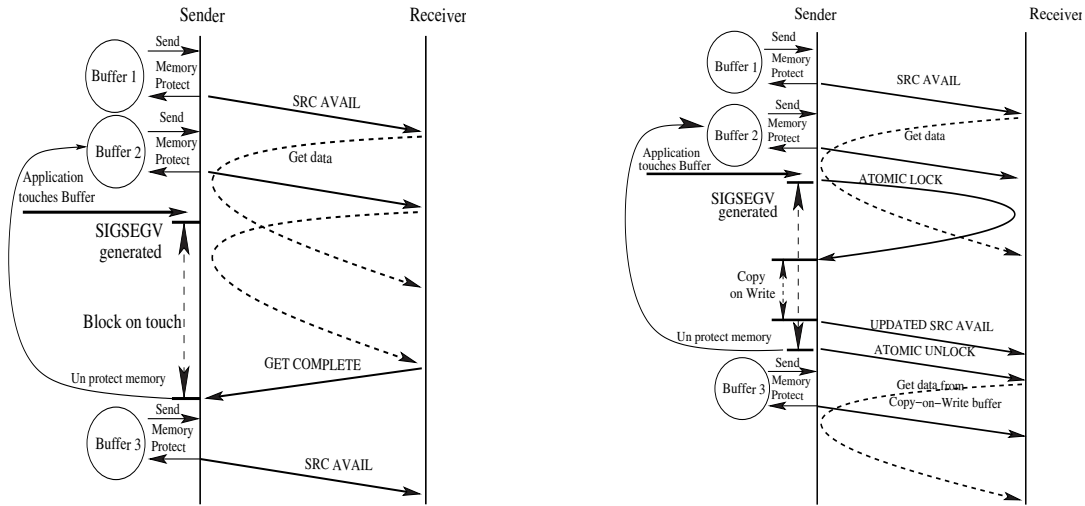 Sender
Receiver
Send
Buffer 1
Memory
Protect
SRC AVAIL
Send
Buffer 2
Memory
Protect
Get data
Application
touches Buffer
SIGSEGV
generated
Block on touch
GET COMPLETE
Un protect memory
Send
Memory
Buffer 3
Protect
SRC AVAIL
Sender
Receiver
Send
Buffer 1
Memory
Protect
SRC AVAIL
Send
Buffer 2
Memory
Protect
Get data
Application
touches Buffer
ATOMIC LOCK
SIGSEGV
generated
Copy
on Write
UPDATED SRC AVAIL
Un protect memory
ATOMIC UNLOCK
Send
Buffer 3
Memory
Protect
Get data from
Copy-on-Write buffer